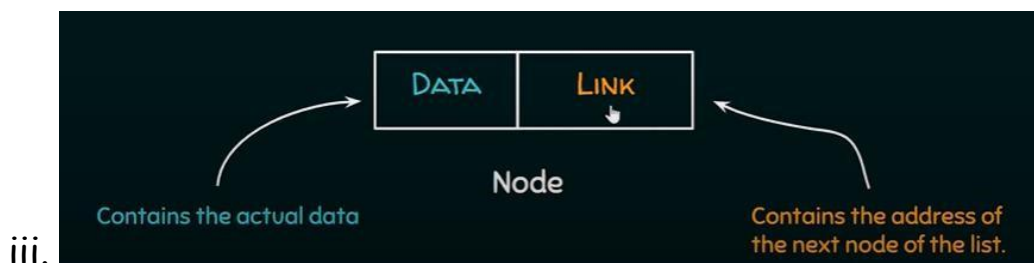 DATA LINK
Node
Contains the actual data
Contains the address of
the next node of the list.
iii.